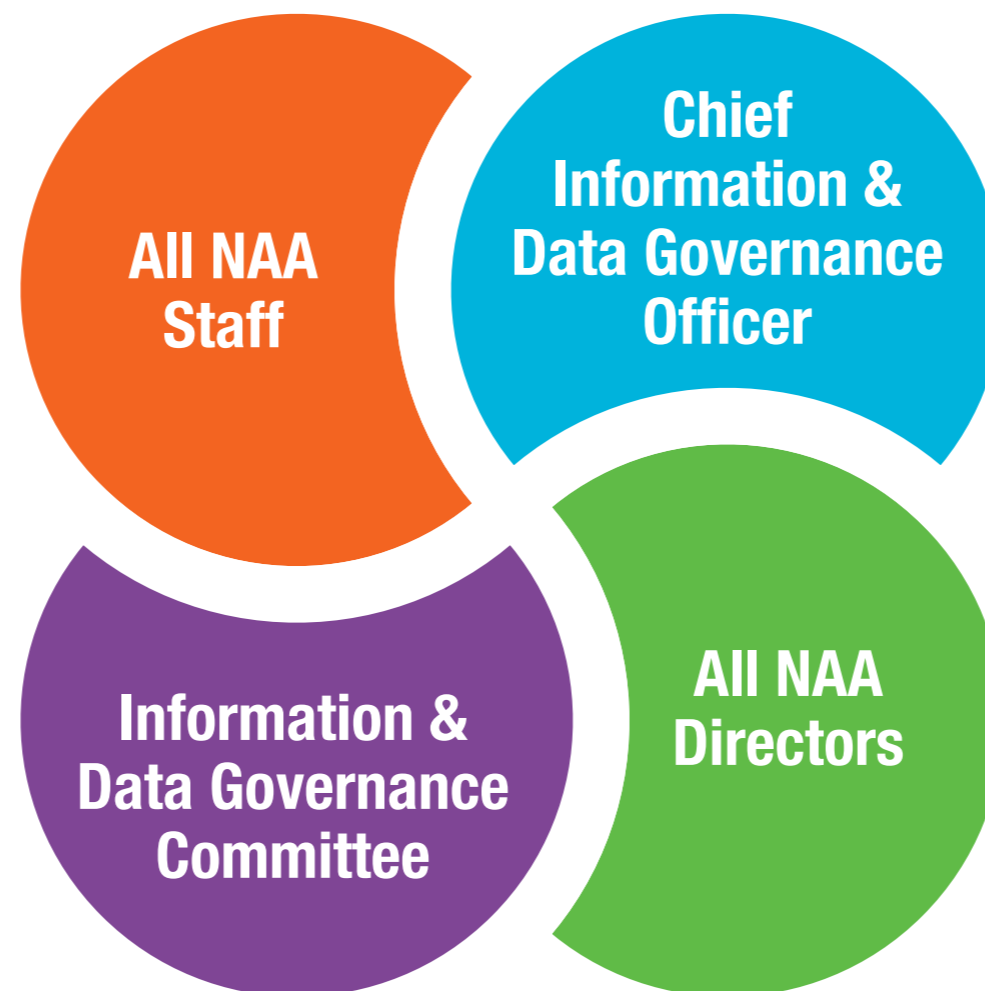 All NAA
Staff
Chief
Information &
Data Governance
Officer
Information &
Data Governance
Committee
All NAA
Directors